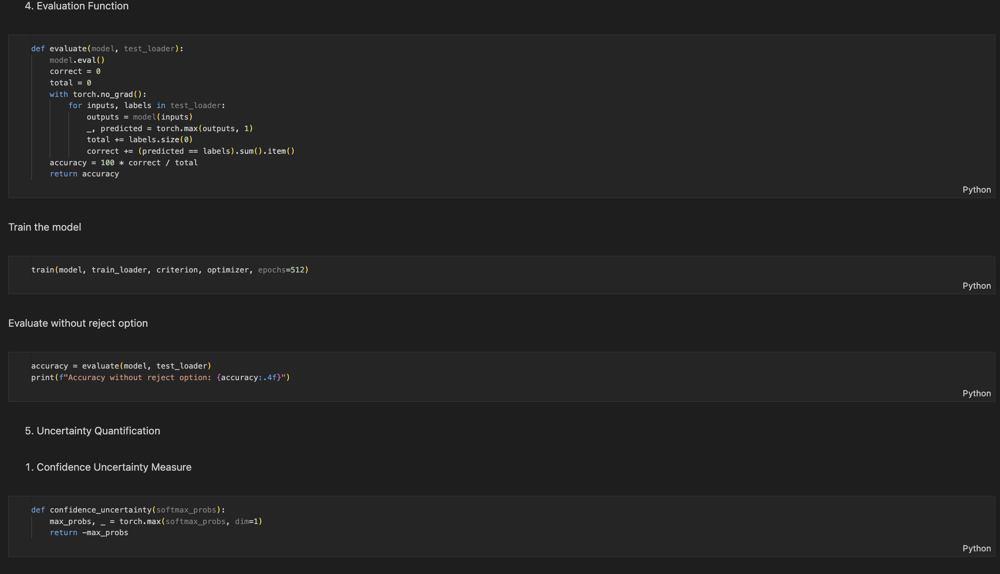 4. Evaluation Function
def evaluate(model, test_loader):
    model.eval()
    correct = 0
    total = 0
    with torch.no_grad():
        for inputs, labels in test_loader:
            outputs = model(inputs)
            _, predicted = torch.max(outputs, 1)
            total += labels.size(0)
            correct += (predicted == labels).sum().item()
    accuracy = 100 * correct / total
    return accuracy
Python
Train the model
train(model, train_loader, criterion, optimizer, epochs=512)
Python
Evaluate without reject option
accuracy = evaluate(model, test_loader)
print(f"Accuracy without reject option: {accuracy:.4f}")
Python
5. Uncertainty Quantification
1. Confidence Uncertainty Measure
def confidence_uncertainty(softmax_probs):
    max_probs, _ = torch.max(softmax_probs, dim=1)
    return -max_probs
Python